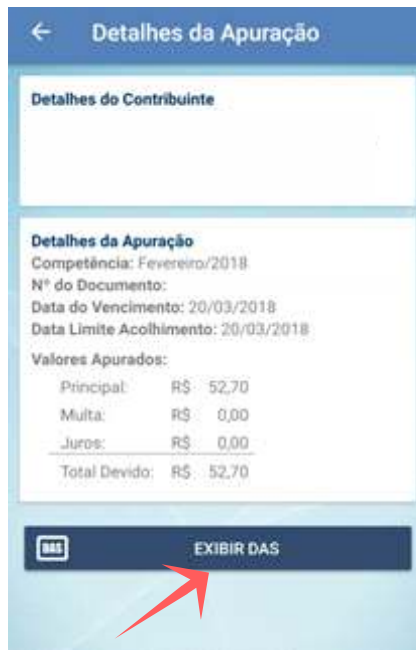 Detalhes da Apuração
Detalhes do Contribuinte
Detalhes da Apuração
Competência: Fevereiro/2018
Nº do Documento:
Data do Vencimento: 20/03/2018
Data Limite Acolhimento: 20/03/2018
Valores Apurados:
Principal: R$ 52,70
Multa: R$ 0,00
Juros: R$ 0,00
Total Devido: R$ 52,70
DAS EXIBIR DAS